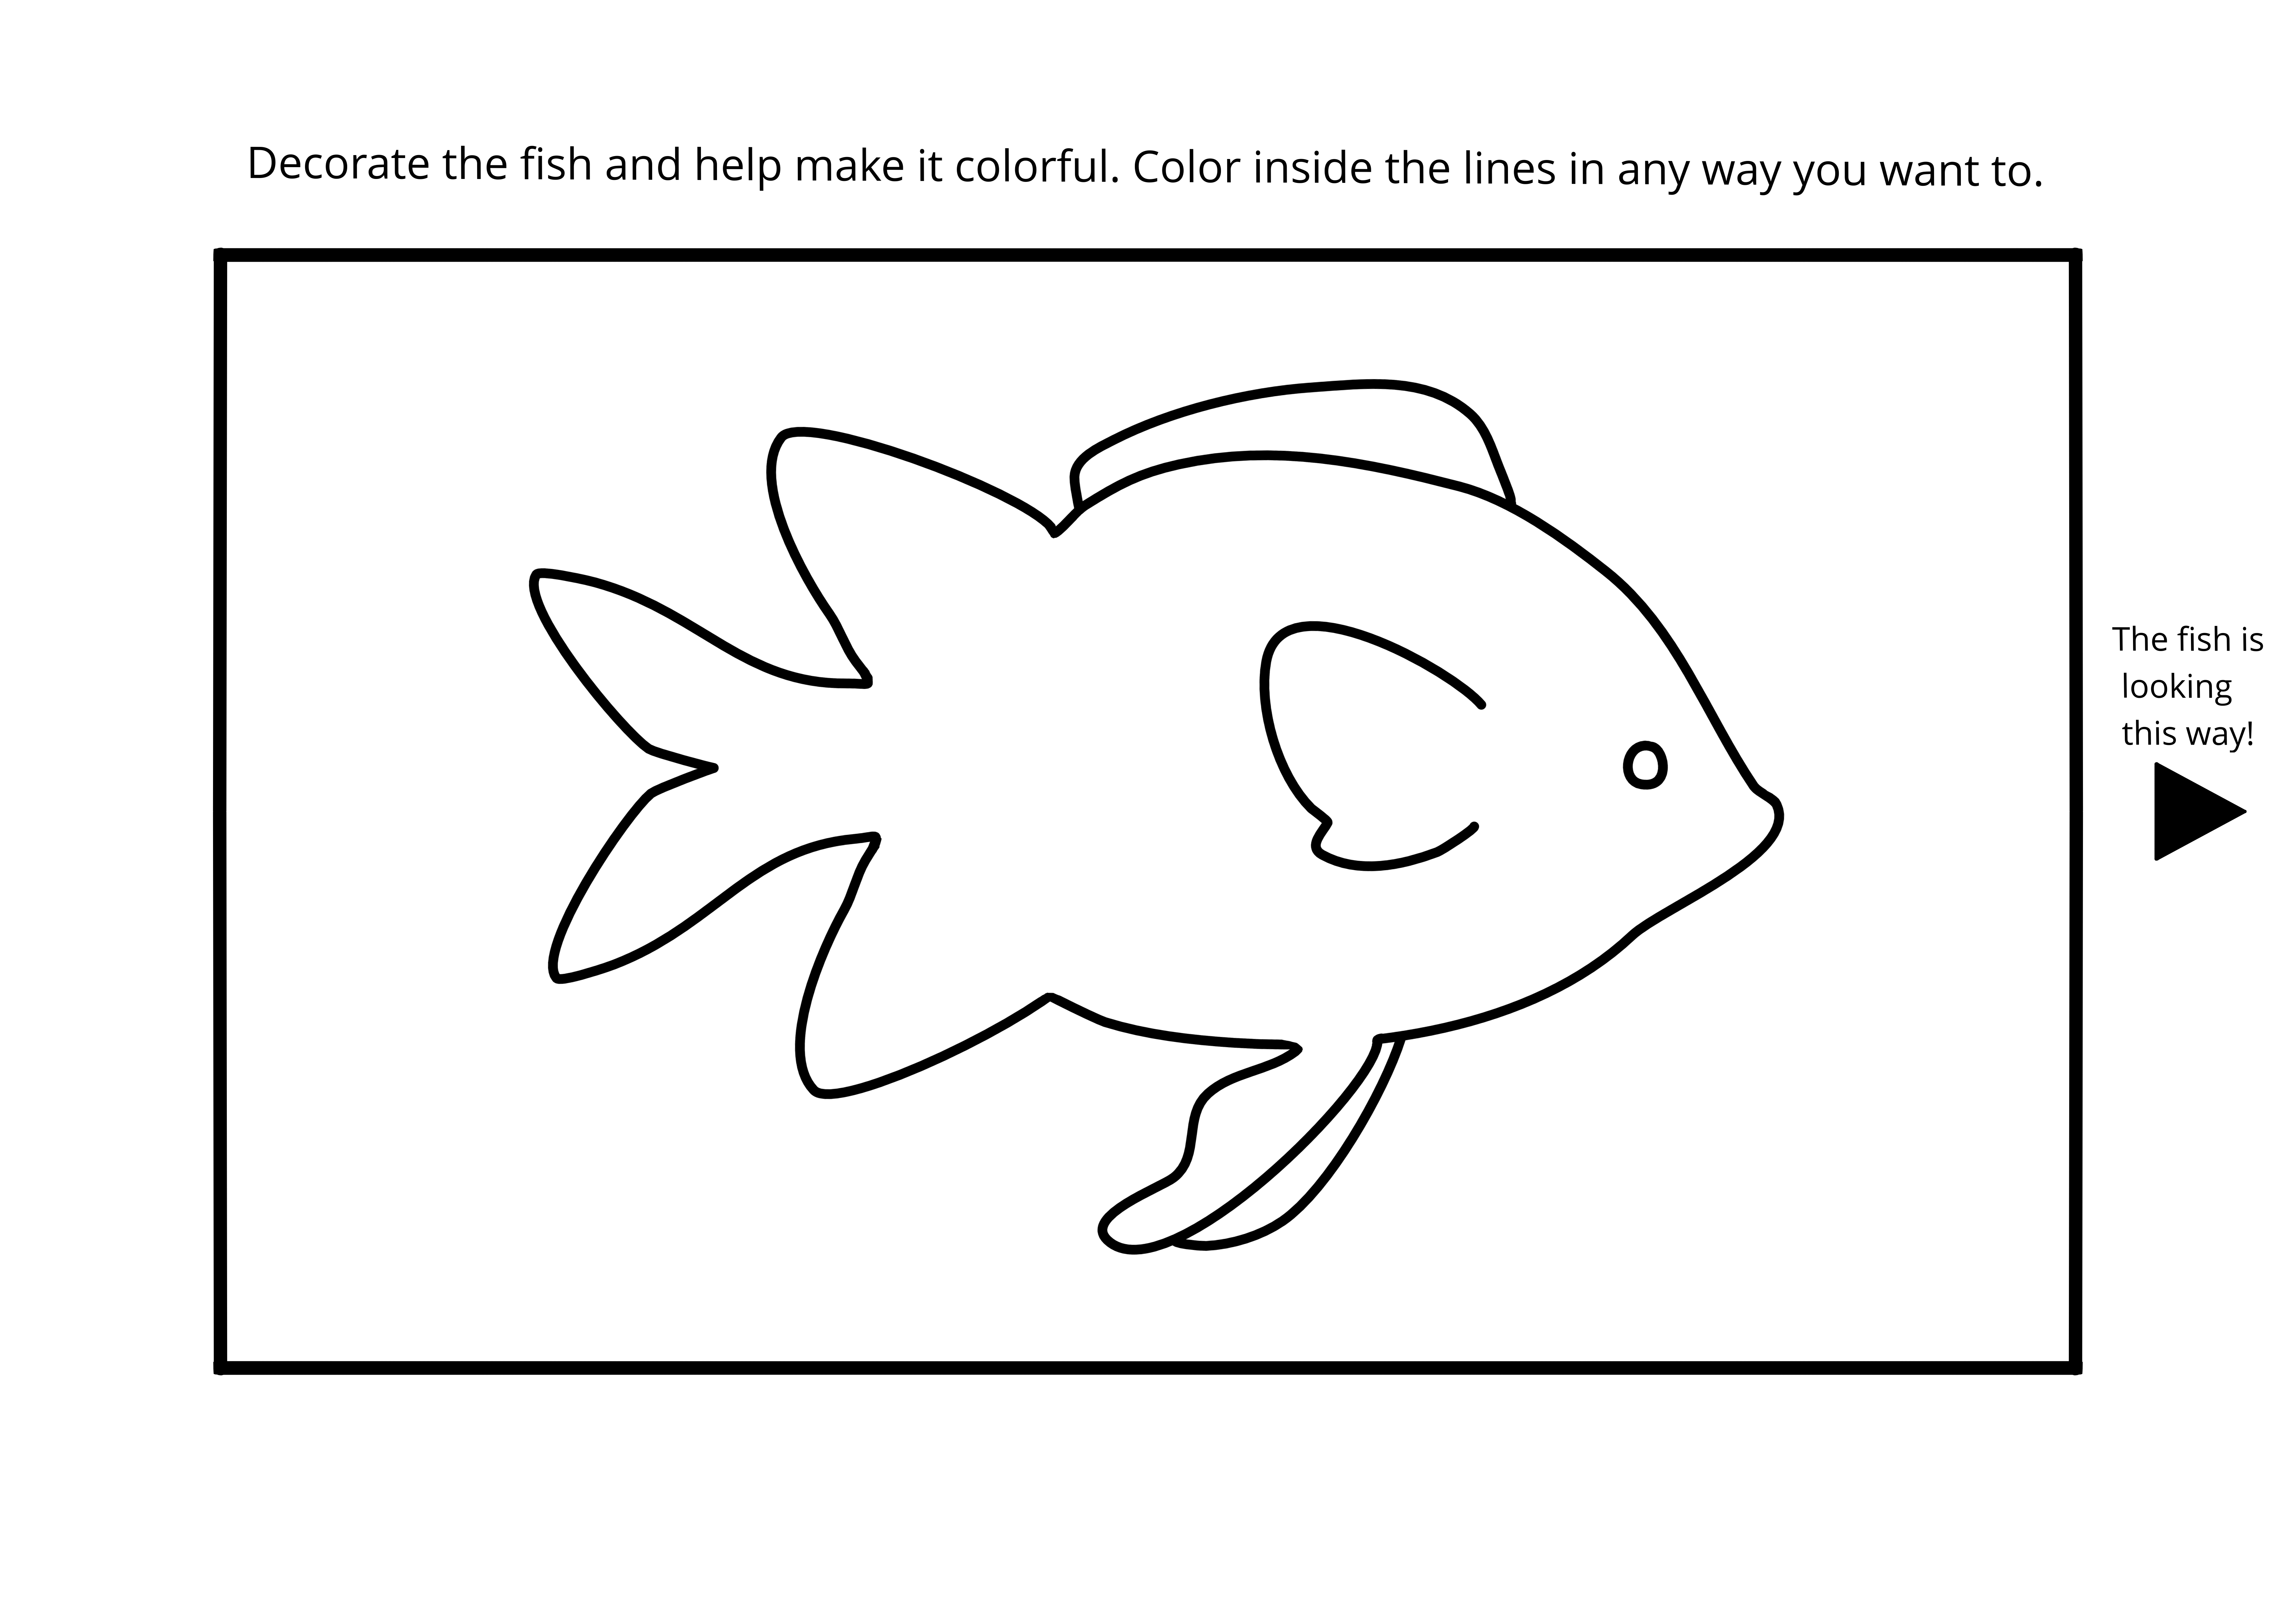 Decorate the fish and help make it colorful. Color inside the lines in any way you want to.
The fish is
looking
this way!